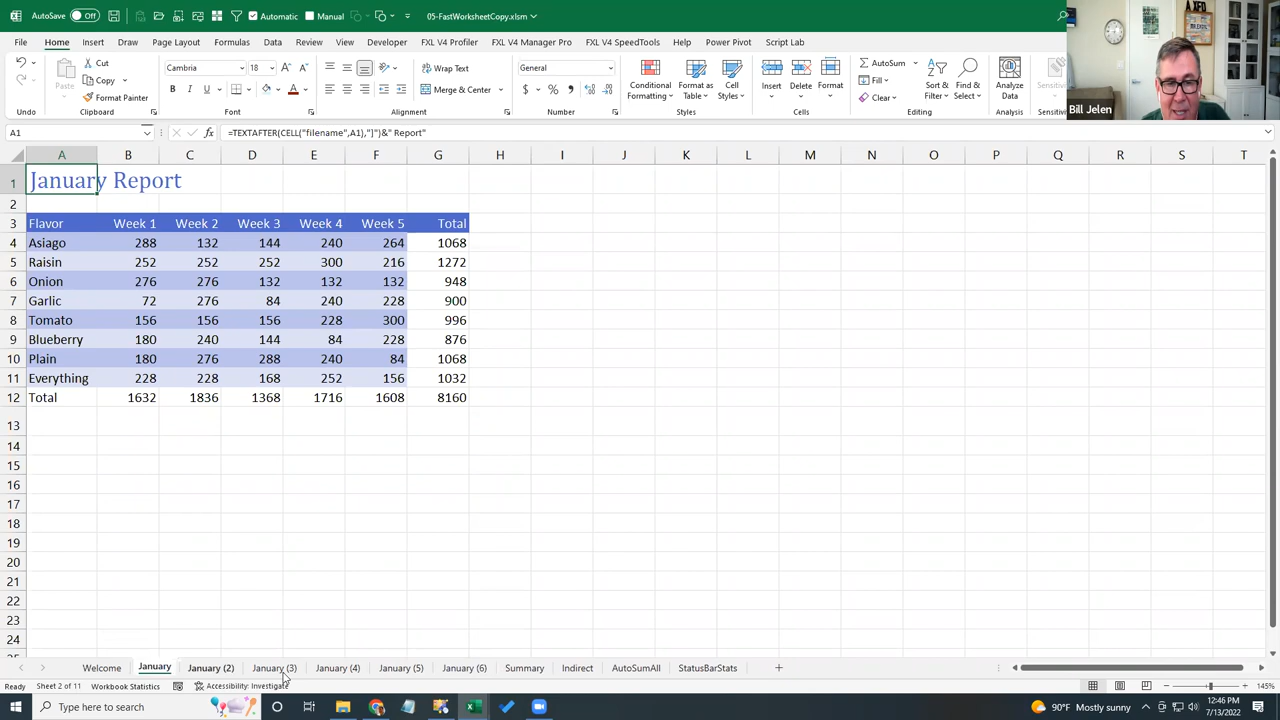 AutoSave Off Automatic Manual 05-FastWorksheetCopy.xlsm
File Home Insert Draw Page Layout Formulas Data Review View Developer FXL V4 Profiler FXL V4 Manager Pro FXL V4 SpeedTools Help Power Pivot Script Lab
Cut Cambria 18 Wrap Text General AutoSum
Paste Copy Conditional Formatting Format as Table Cell Styles Insert Delete Format Fill Sort & Filter Find & Select Analyze Data Sensitivity
Format Painter B I U Merge & Center $ % Clear
Undo Clipboard Font Alignment Number Styles Cells Editing Analysis
Bill Jelen
A1 fx =TEXTAFTER(CELL("filename",A1),"]")&" Report"
A B C D E F G H I J K L M N O P Q R S T
1 January Report
2
3 Flavor Week 1 Week 2 Week 3 Week 4 Week 5 Total
4 Asiago 288 132 144 240 264 1068
5 Raisin 252 252 252 300 216 1272
6 Onion 276 276 132 132 132 948
7 Garlic 72 276 84 240 228 900
8 Tomato 156 156 156 228 300 996
9 Blueberry 180 240 144 84 228 876
10 Plain 180 276 288 240 84 1068
11 Everything 228 228 168 252 156 1032
12 Total 1632 1836 1368 1716 1608 8160
13
14
15
16
17
18
19
20
21
22
23
24
Welcome January January (2) January (3) January (4) January (5) January (6) Summary Indirect AutoSumAll StatusBarStats
Ready Sheet 2 of 11 Workbook Statistics Accessibility: Investigate 145%
Type here to search 90°F Mostly sunny 12:46 PM
7/13/2022